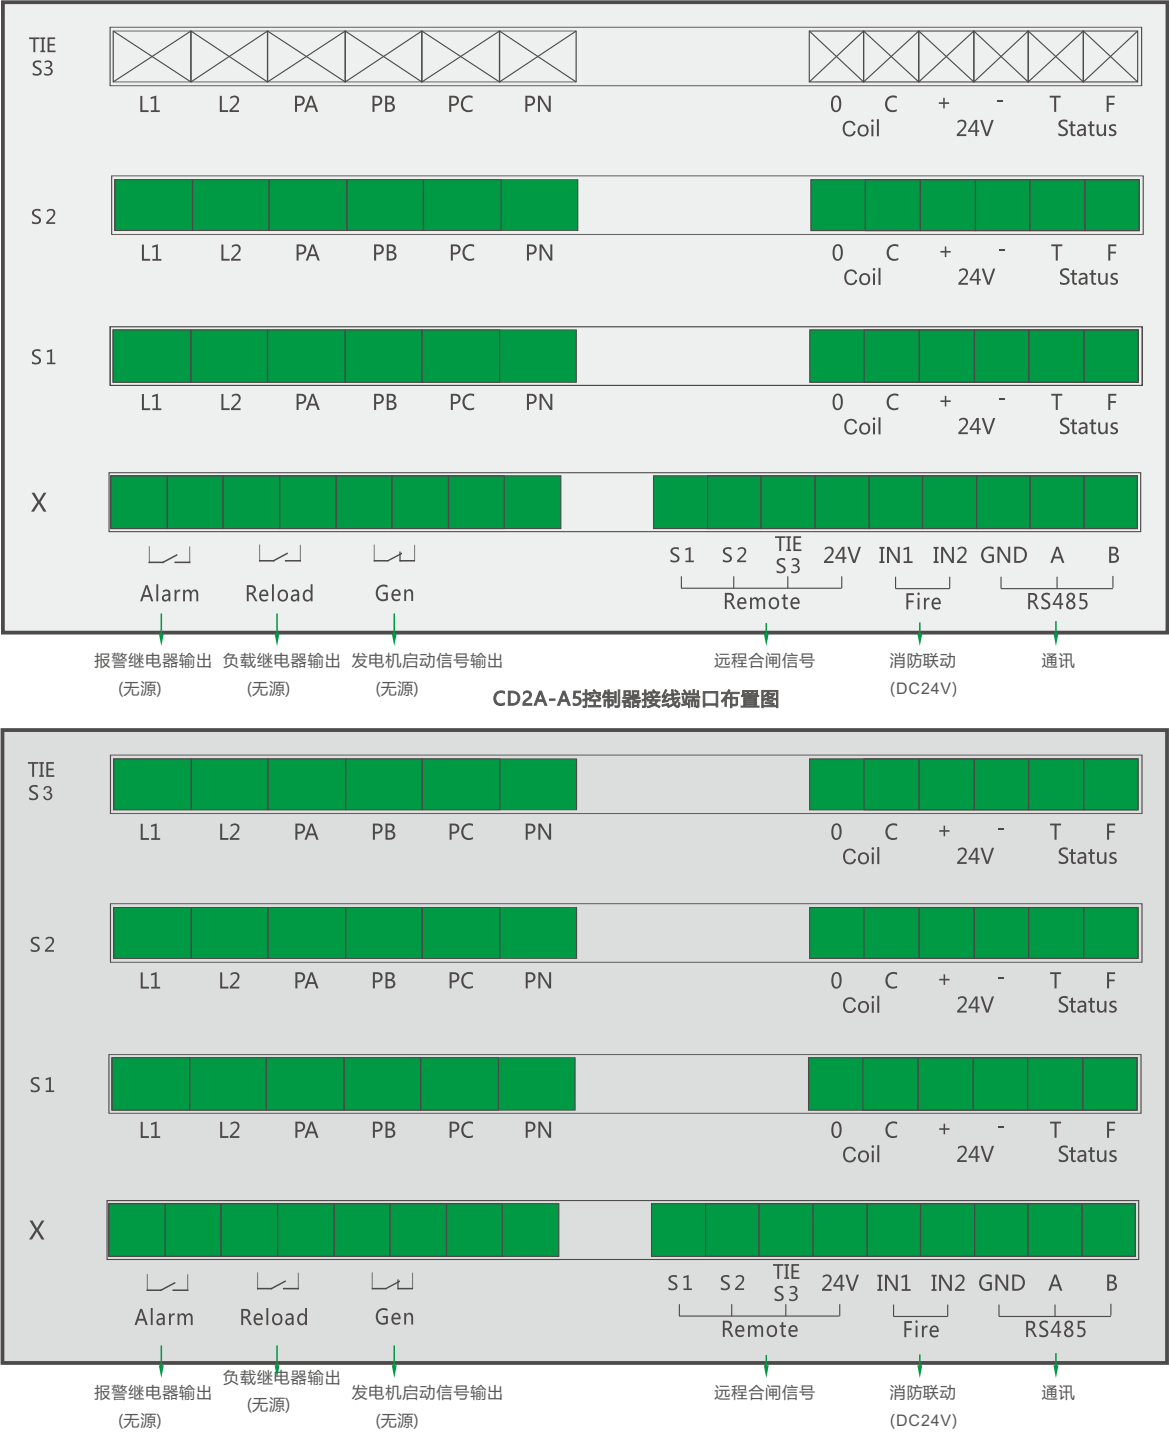 TIE
S3
L1 L2 PA PB PC PN 0 C + - T F
Coil 24V Status
S2
L1 L2 PA PB PC PN 0 C + - T F
Coil 24V Status
S1
L1 L2 PA PB PC PN 0 C + - T F
Coil 24V Status
X
S1 S2 TIE S3 24V IN1 IN2 GND A B
Alarm Reload Gen Remote Fire RS485
报警继电器输出 负载继电器输出 发电机启动信号输出 远程合闸信号 消防联动 通讯
(无源) (无源) (无源) (DC24V)
CD2A-A5控制器接线端口布置图
TIE
S3
L1 L2 PA PB PC PN 0 C + - T F
Coil 24V Status
S2
L1 L2 PA PB PC PN 0 C + - T F
Coil 24V Status
S1
L1 L2 PA PB PC PN 0 C + - T F
Coil 24V Status
X
S1 S2 TIE S3 24V IN1 IN2 GND A B
Alarm Reload Gen Remote Fire RS485
报警继电器输出 负载继电器输出 发电机启动信号输出 远程合闸信号 消防联动 通讯
(无源) (无源) (无源) (DC24V)